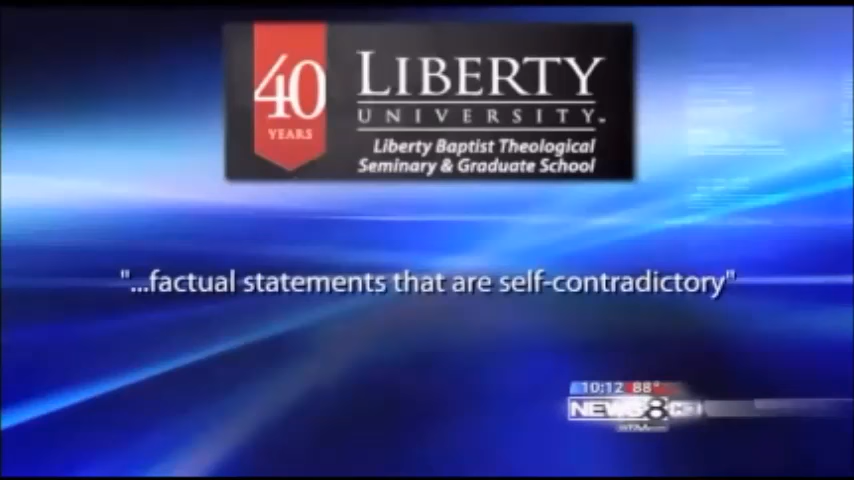 40
YEARS
LIBERTY
UNIVERSITY
Liberty Baptist Theological
Seminary & Graduate School
"...factual statements that are self-contradictory"
10:12 88°
NEWS 8
WFAA